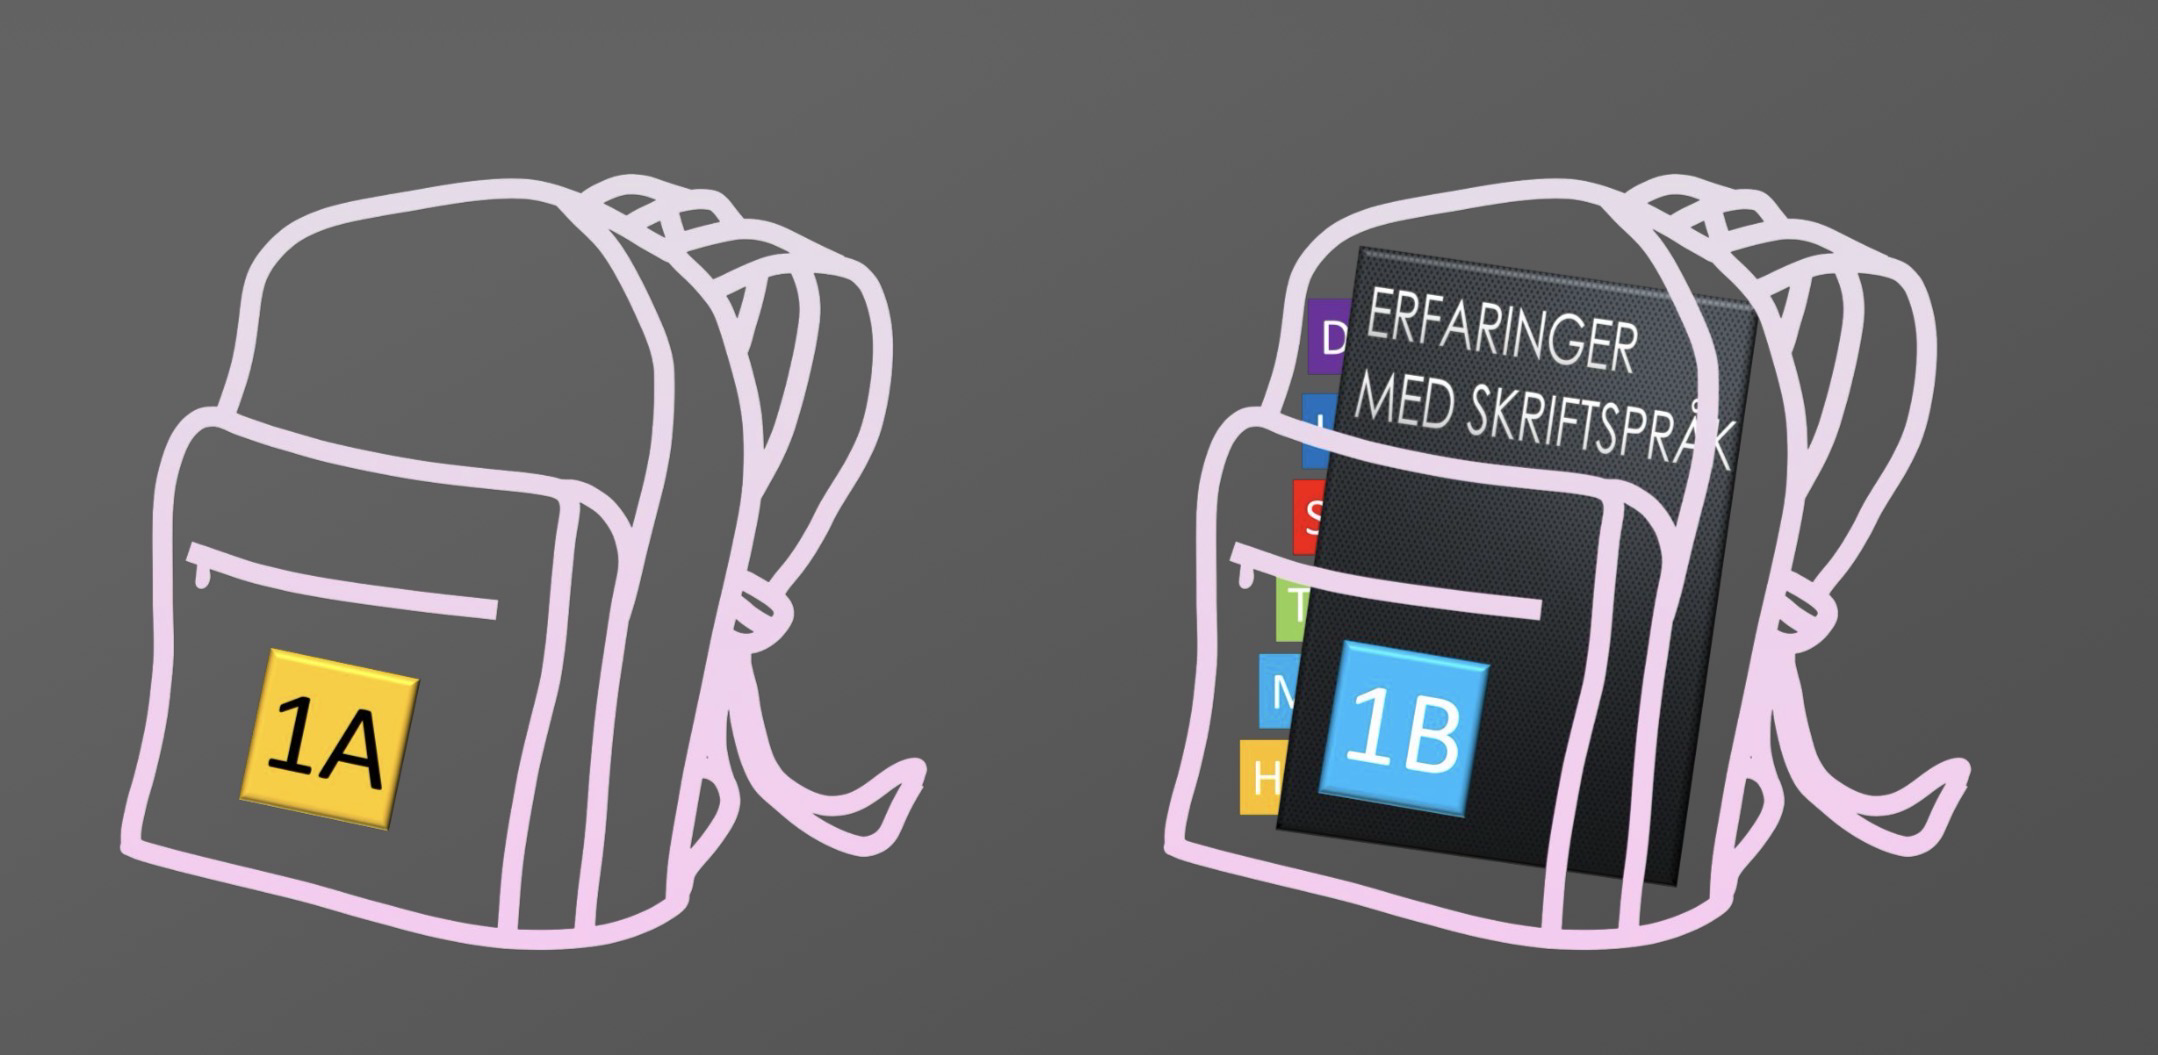 1A
ERFARINGER
MED SKRIFTSPRÅK
D
S
T
M
H
1B